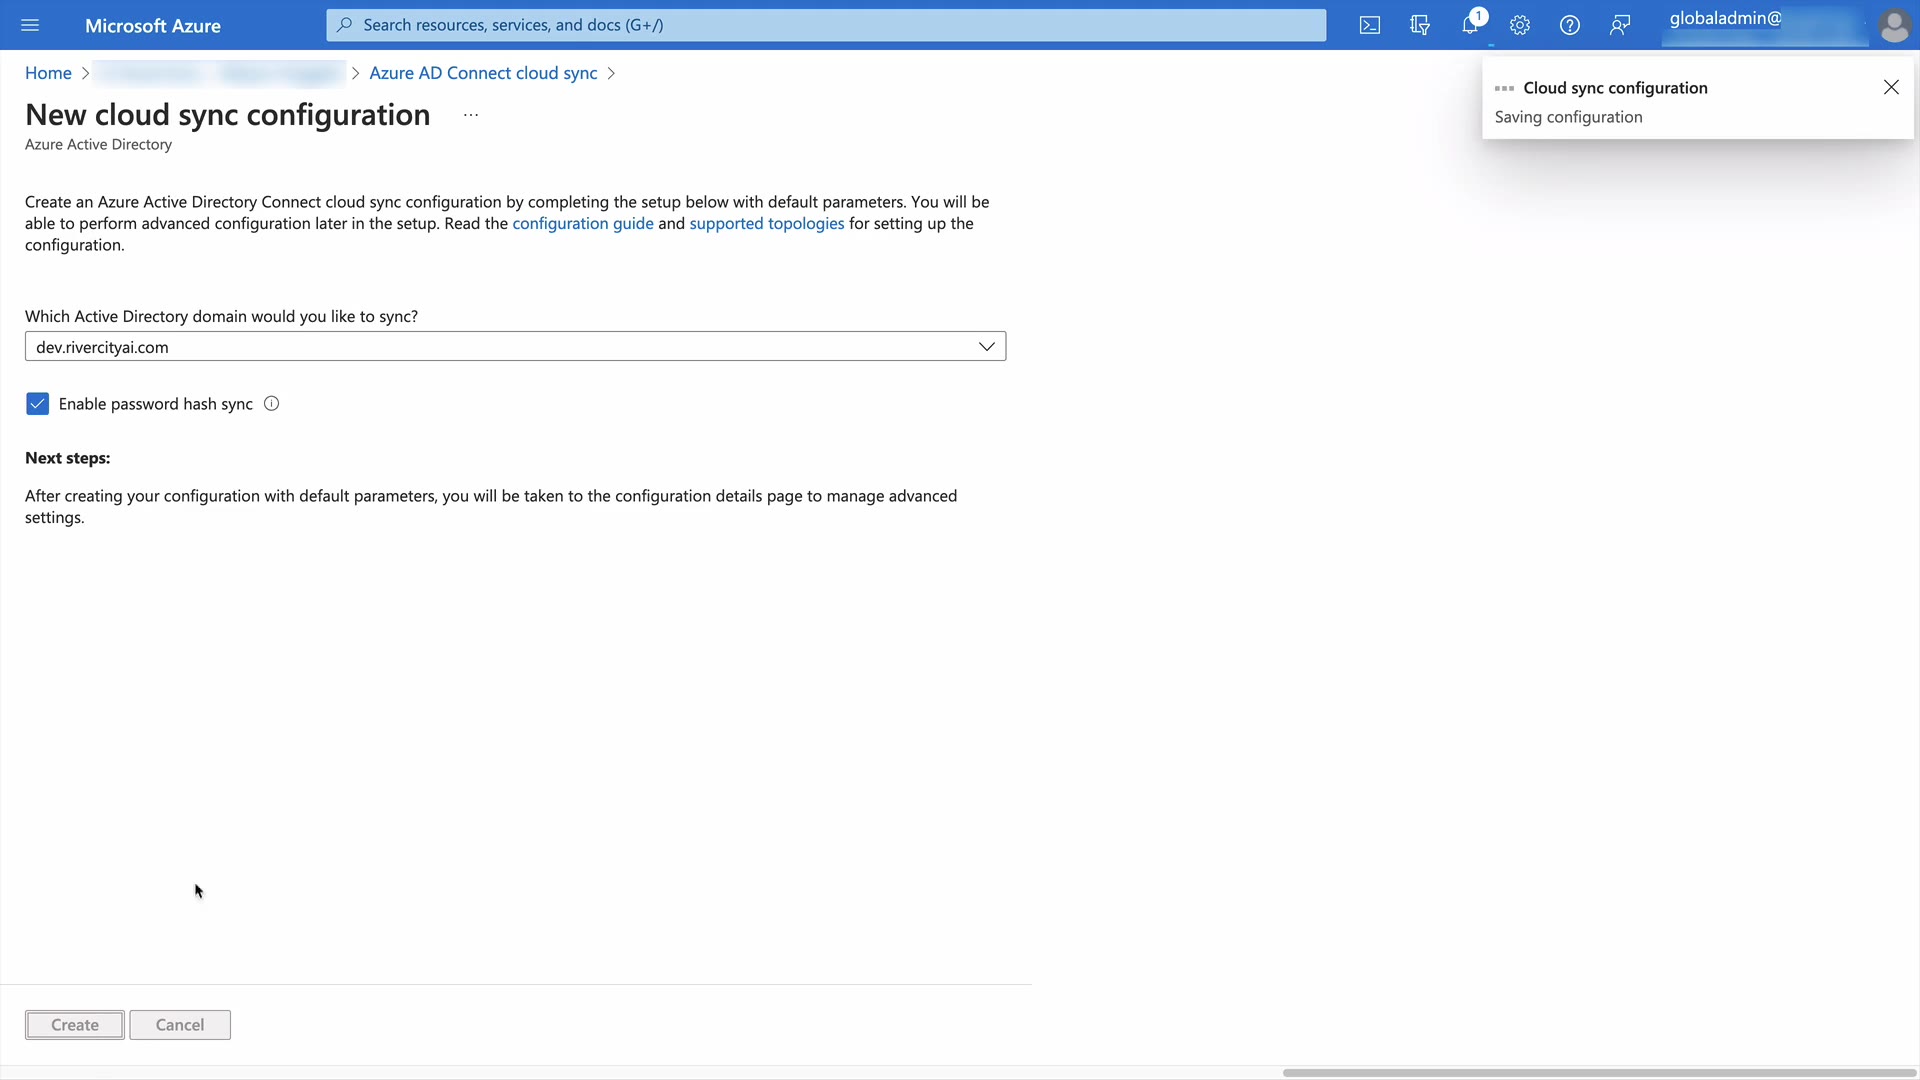 Microsoft Azure
Search resources, services, and docs (G+/)
1
globaladmin@
Home
Azure AD Connect cloud sync
New cloud sync configuration
...
Azure Active Directory
Cloud sync configuration
Saving configuration
Create an Azure Active Directory Connect cloud sync configuration by completing the setup below with default parameters. You will be
able to perform advanced configuration later in the setup. Read the configuration guide and supported topologies for setting up the
configuration.
Which Active Directory domain would you like to sync?
dev.rivercityai.com
Enable password hash sync
Next steps:
After creating your configuration with default parameters, you will be taken to the configuration details page to manage advanced
settings.
Create
Cancel